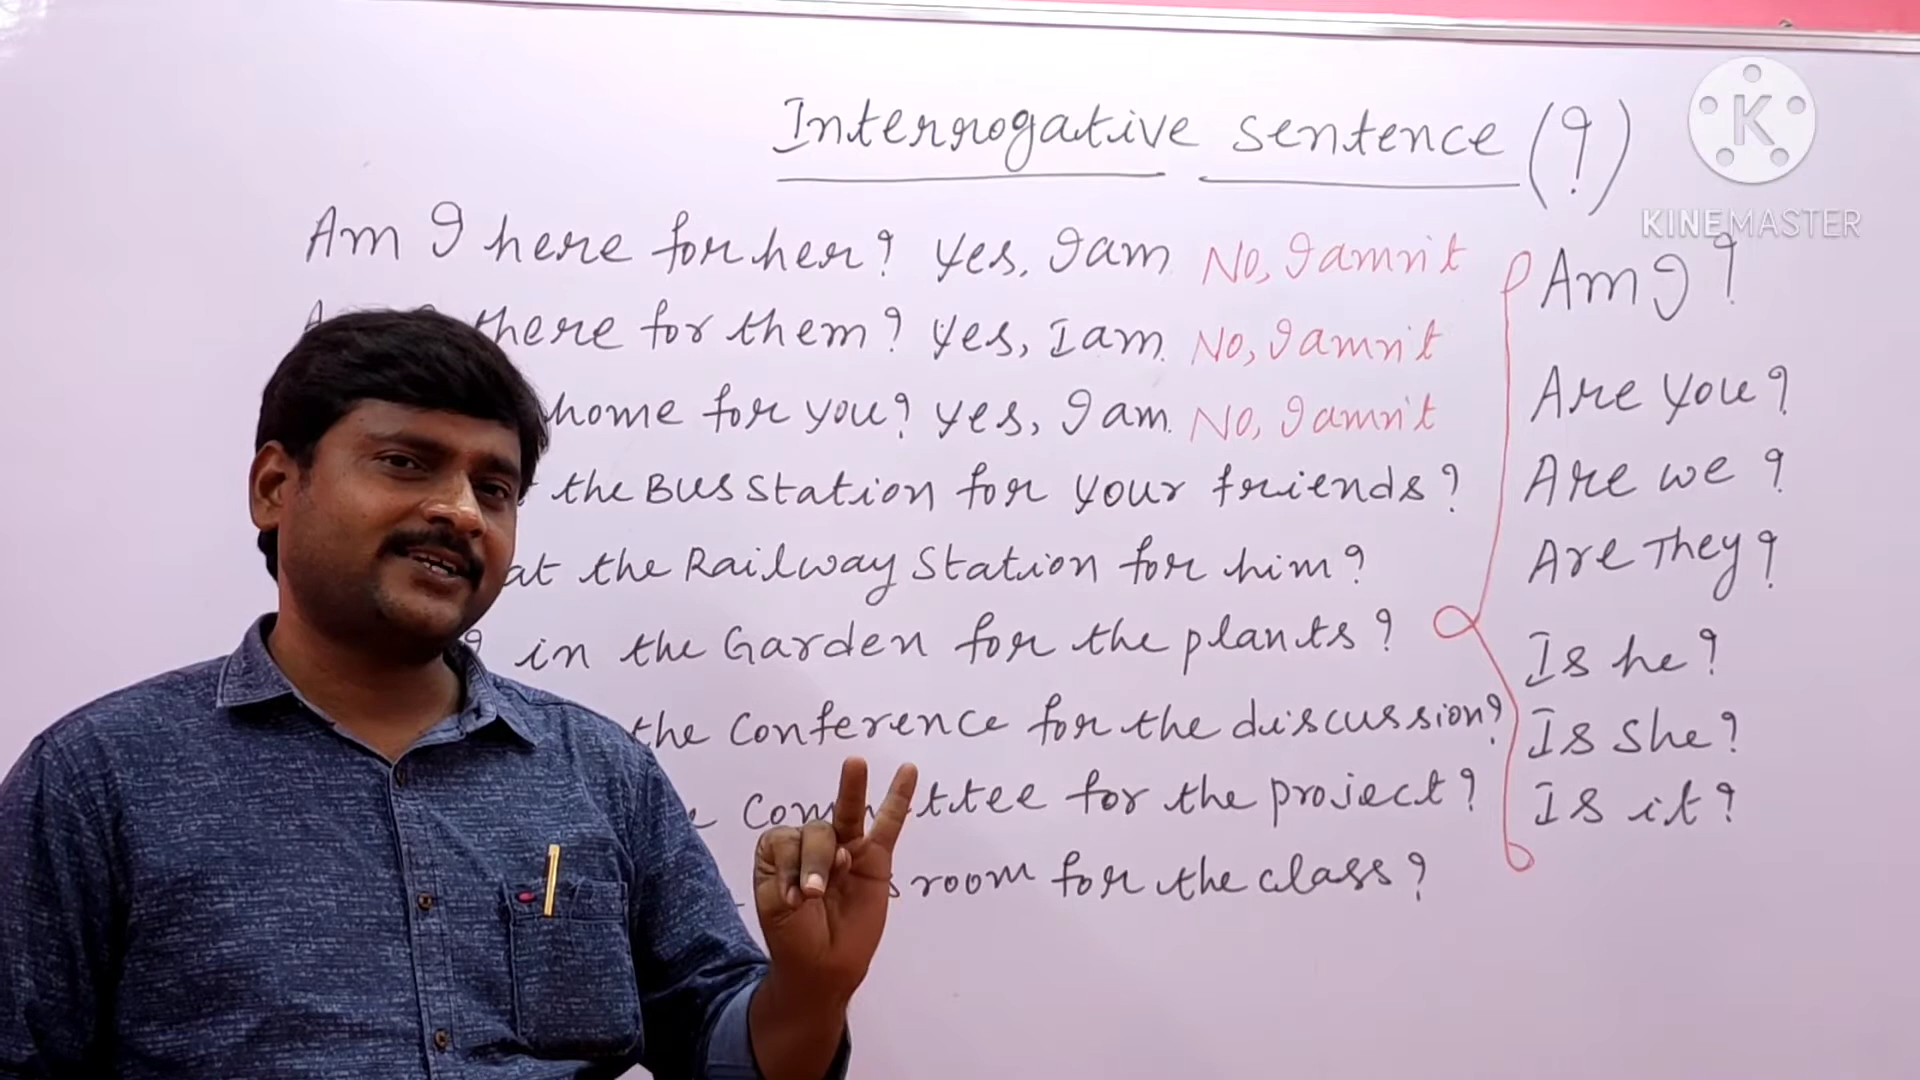 Interrogative sentence (?)
Am I here for her? Yes, I am No, I amn't
there for them? Yes, I am. No, I amn't
home for you? Yes, I am. No, I amn't
the Bus Station for your friends?
at the Railway Station for him?
I in the Garden for the plants?
the Conference for the discussion?
for the project?
room for the class?
Am I?
Are you?
Are we?
Are They?
Is he?
Is She?
Is it?
K
KINEMASTER